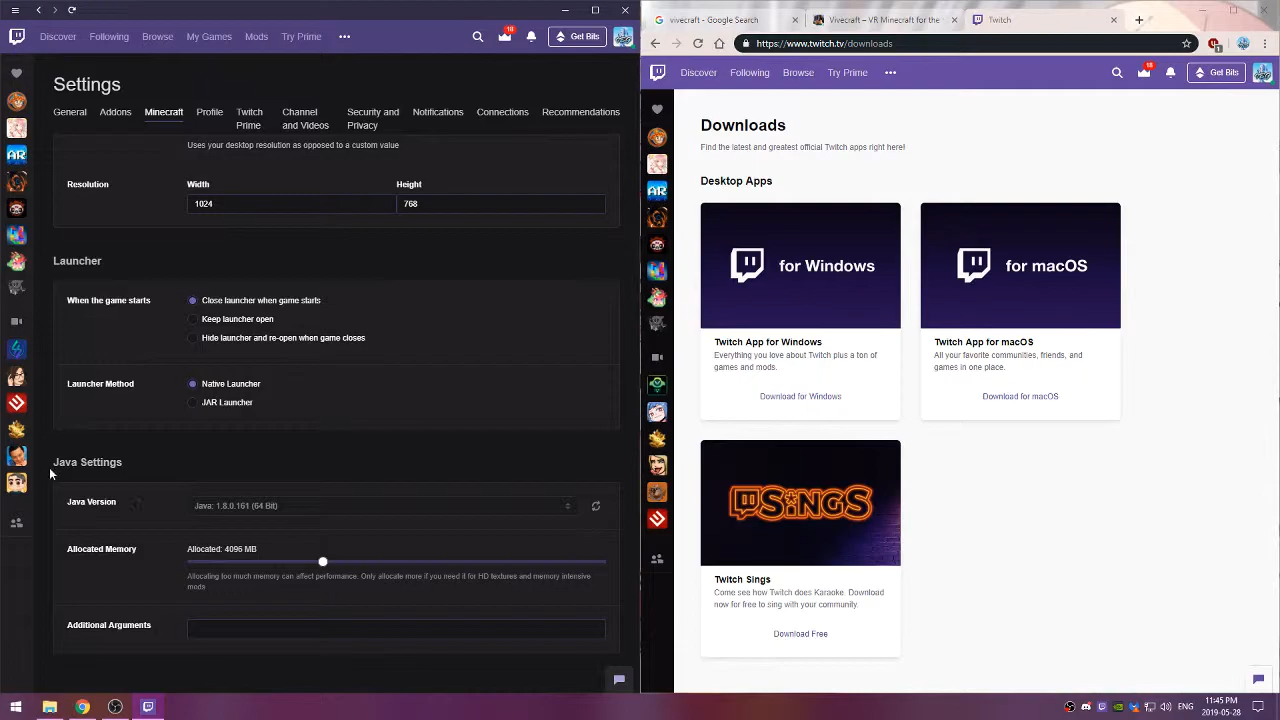 Discover
Following
Browse
My Games
Mods
Try Prime
•••
18
Get Bits
Settings
Addons
Minecraft
Profile
Twitch Prime
Channel and Videos
Security and Privacy
Notifications
Connections
Recommendations
Use your desktop resolution as opposed to a custom value
Resolution
Width
Height
1024
768
Launcher
When the game starts
Close launcher when game starts
Keep launcher open
Hide launcher and re-open when game closes
Launcher Method
Native Launcher
JAR Launcher
Java Settings
Java Version
Java: 1.8.0.161 (64 Bit)
Allocated Memory
Allocated: 4096 MB
Allocating too much memory can affect performance. Only allocate more if you need it for HD textures and memory intensive
mods
Additional Arguments
vivecraft - Google Search
Vivecraft – VR Minecraft for the
Twitch
https://www.twitch.tv/downloads
1
Discover
Following
Browse
Try Prime
•••
18
Get Bits
AR
AR
Downloads
Find the latest and greatest official Twitch apps right here!
Desktop Apps
for Windows
for macOS
Twitch App for Windows
Everything you love about Twitch plus a ton of
games and mods.
Download for Windows
Twitch App for macOS
All your favorite communities, friends, and
games in one place.
Download for macOS
SINGS
Twitch Sings
Come see how Twitch does Karaoke. Download
now for free to sing with your community.
Download Free
ENG
11:45 PM
2019-05-28